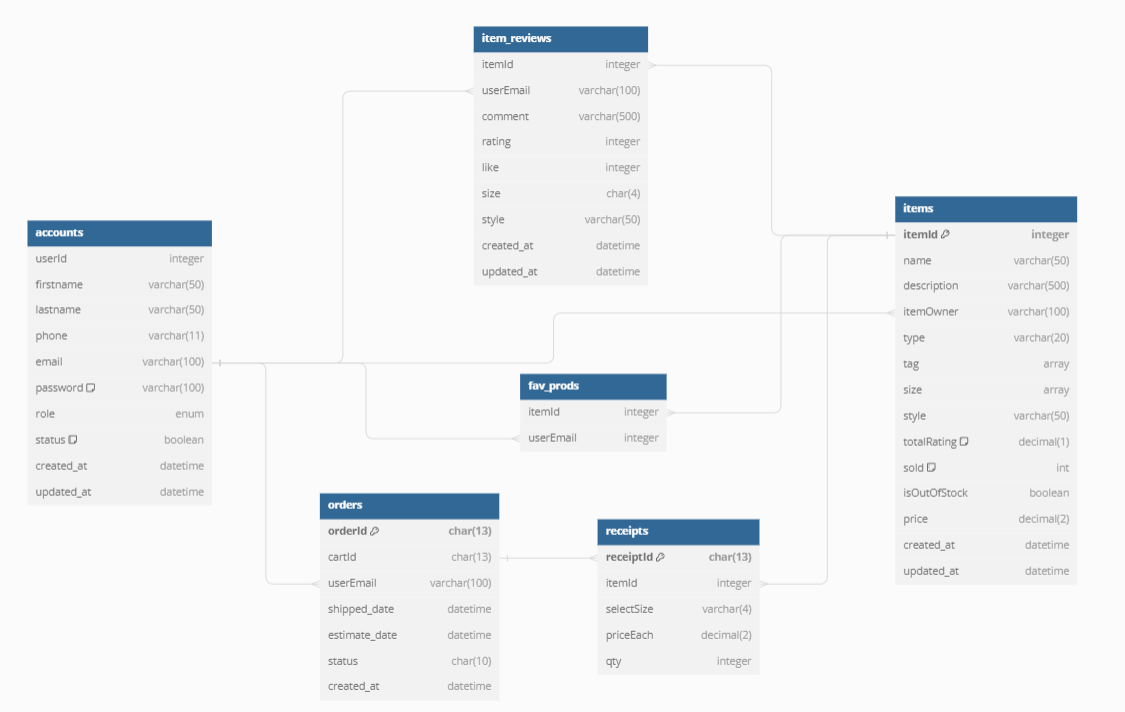 item_reviews
itemId integer
userEmail varchar(100)
comment varchar(500)
rating integer
like integer
size char(4)
style varchar(50)
created_at datetime
updated_at datetime
accounts
userId integer
firstname varchar(50)
lastname varchar(50)
phone varchar(11)
email varchar(100)
password varchar(100)
role enum
status boolean
created_at datetime
updated_at datetime
items
itemId integer
name varchar(50)
description varchar(500)
itemOwner varchar(100)
type varchar(20)
tag array
size array
style varchar(50)
totalRating decimal(1)
sold int
isOutOfStock boolean
price decimal(2)
created_at datetime
updated_at datetime
fav_prods
itemId integer
userEmail integer
orders
orderId char(13)
cartId char(13)
userEmail varchar(100)
shipped_date datetime
estimate_date datetime
status char(10)
created_at datetime
receipts
receiptId char(13)
itemId integer
selectSize varchar(4)
priceEach decimal(2)
qty integer